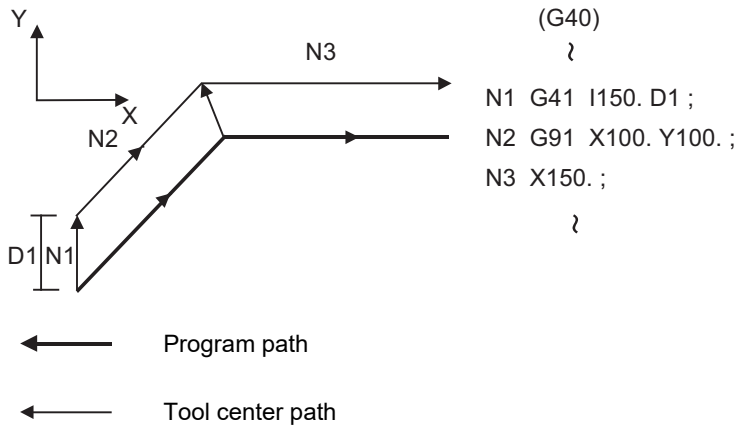 Y
X
N3
N2
D1 N1
(G40)
~
N1 G41 I150. D1 ;
N2 G91 X100. Y100. ;
N3 X150. ;
~
Program path
Tool center path